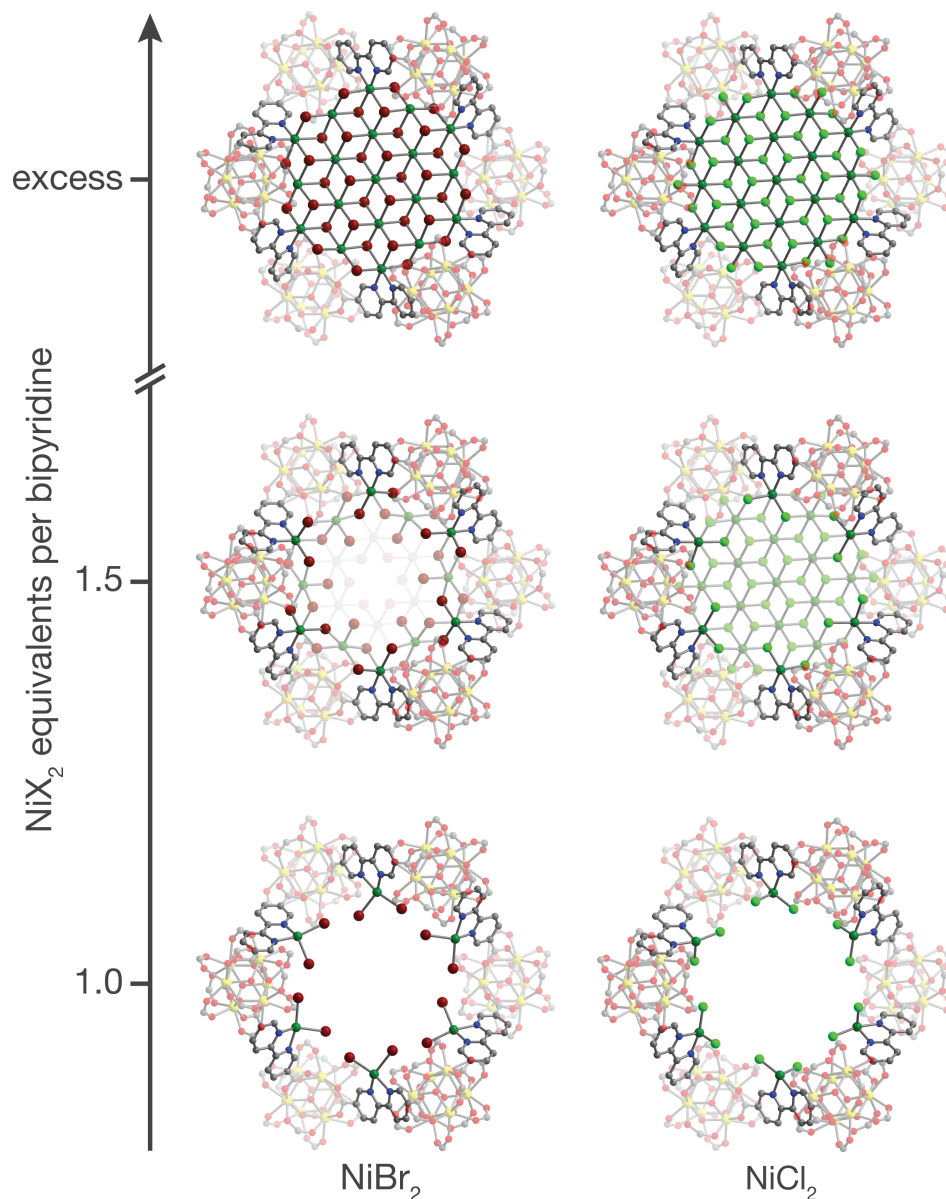 excess
NiX₂ equivalents per bipyridine
1.5
1.0
NiBr₂
NiCl₂